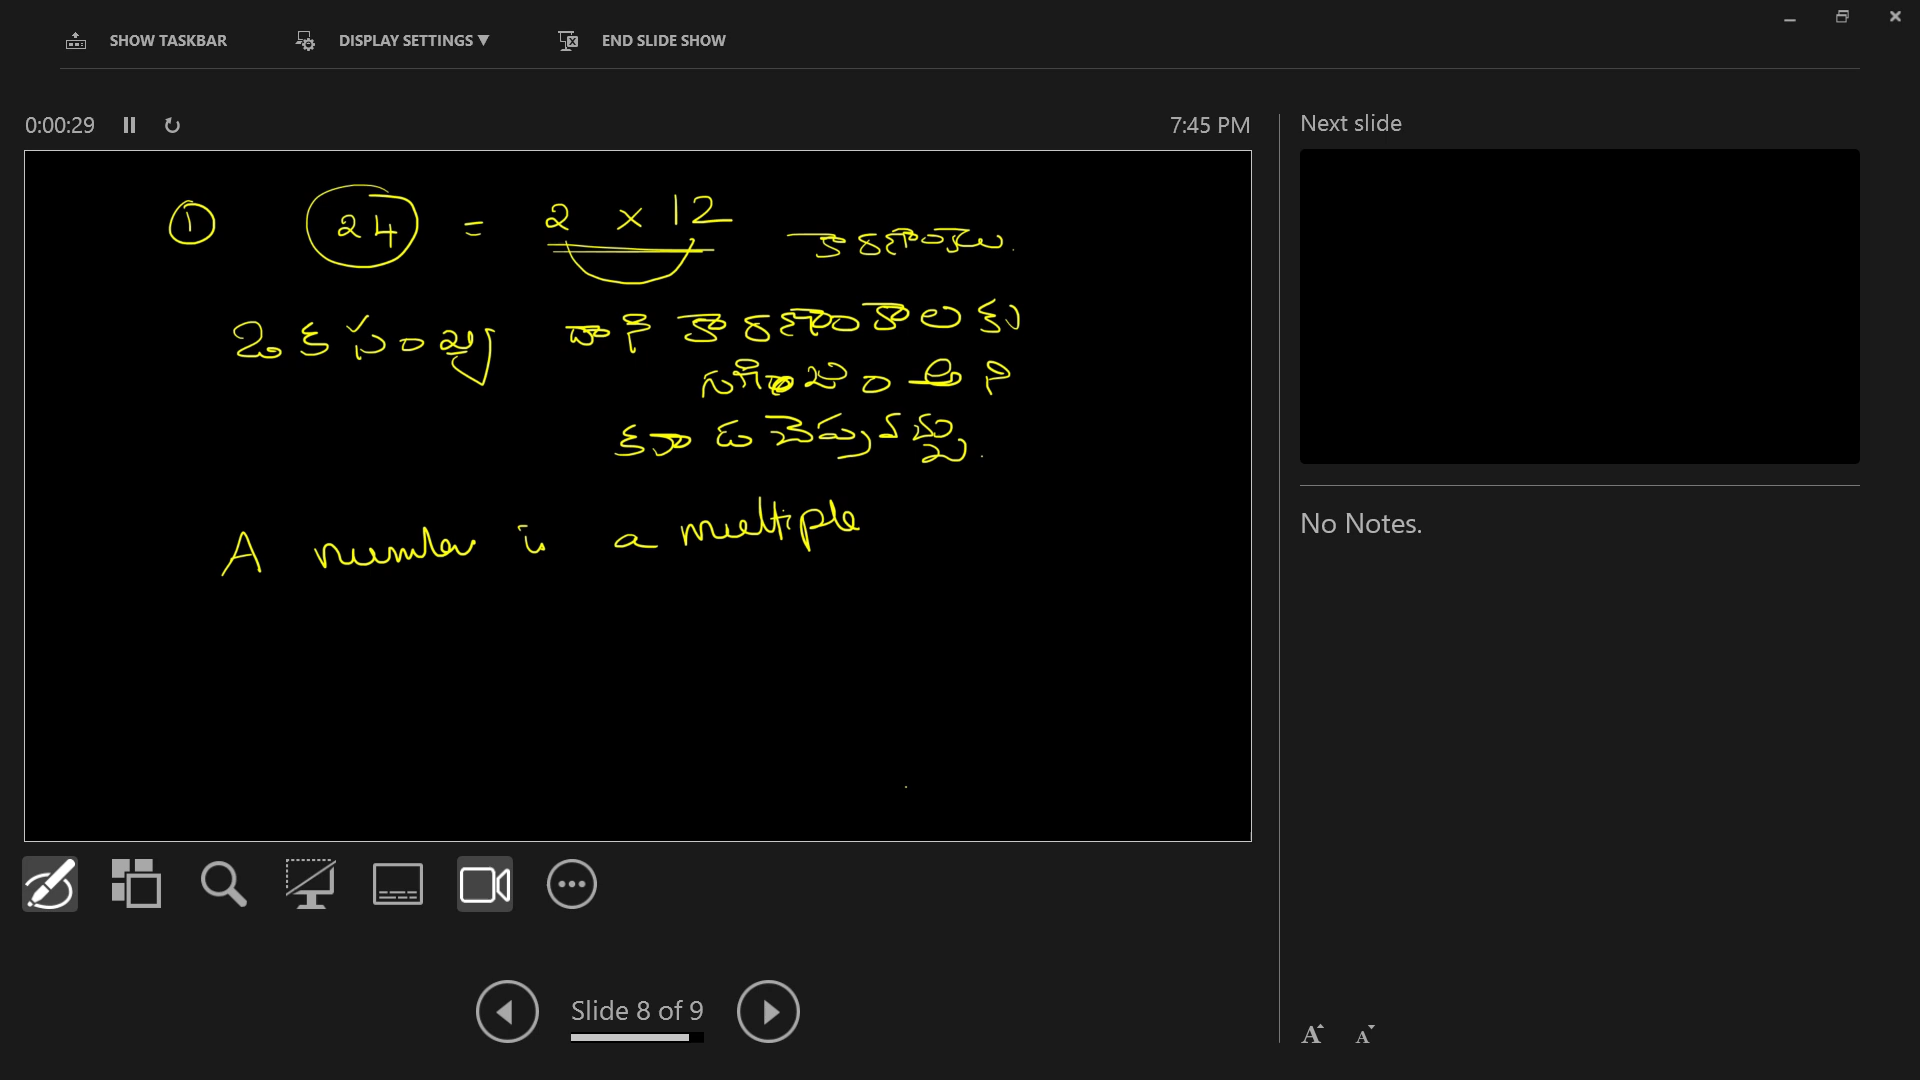 SHOW TASKBAR DISPLAY SETTINGS ▼ END SLIDE SHOW
0:00:29 7:45 PM
① 24 = 2 × 12 కారణాంకాలు.
ఒక సంఖ్య దాని కారణాంకాలకు
గుణిజం అని
కూడ చెప్పవచ్చు.
A number is a multiple
Slide 8 of 9
Next slide
No Notes.
A A